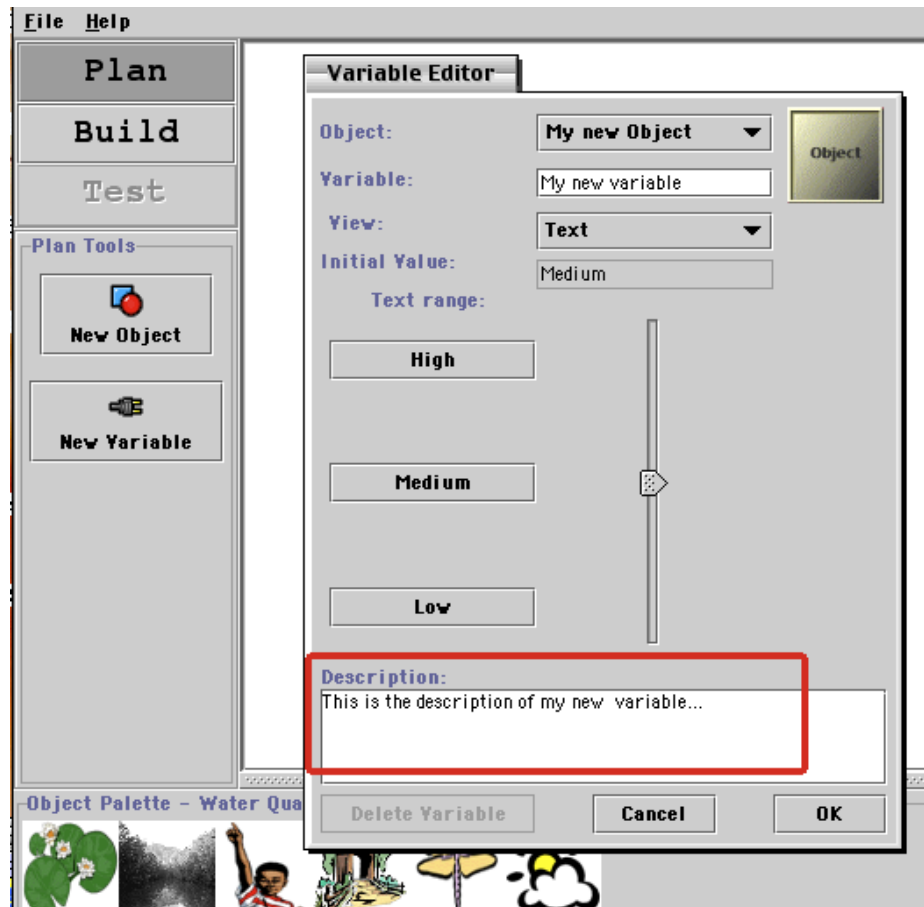 File Help
Plan
Build
Test
Plan Tools
New Object
New Variable
Variable Editor
Object: My new Object
Object
Variable: My new variable
View: Text
Initial Value: Medium
Text range:
High
Medium
Low
Description:
This is the description of my new variable...
Delete Variable Cancel OK
Object Palette - Water Qua